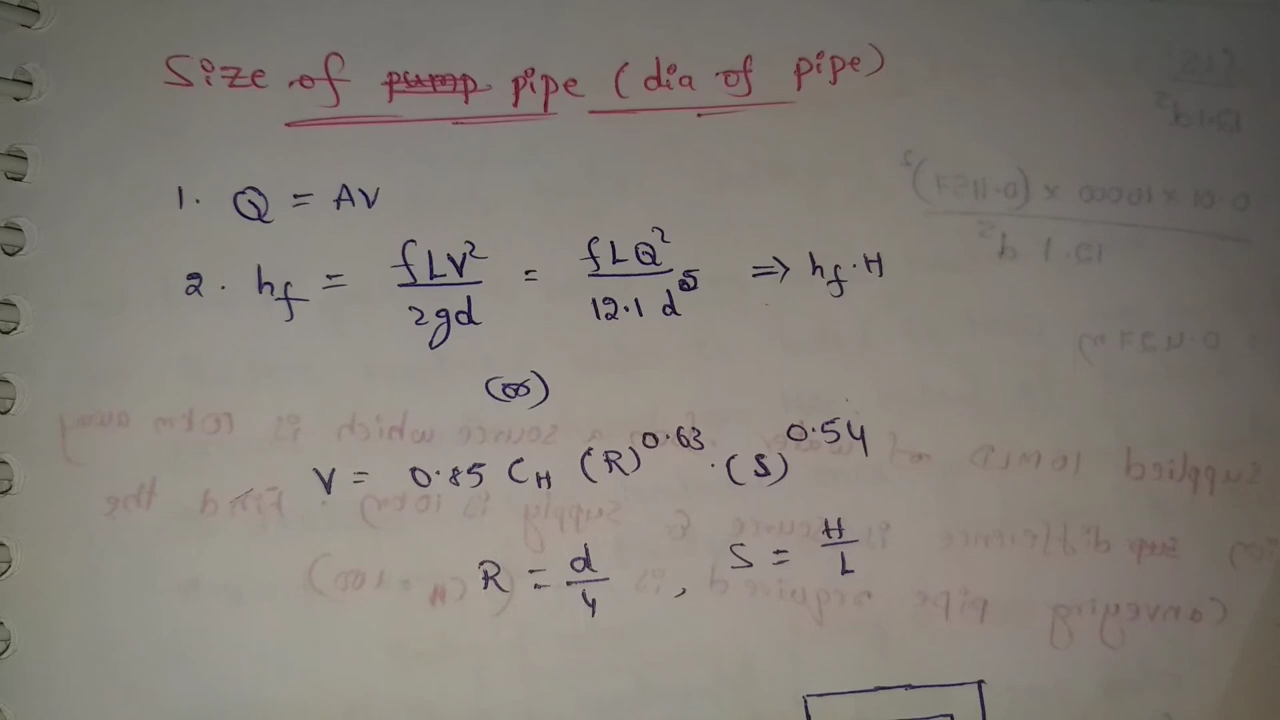 Size of pump pipe (dia of pipe)
1. Q = AV
2. hf = fLV²/2gd = fLQ²/12.1 d⁵ ⇒ hf.H
(or)
V = 0.85 CH (R)^0.63 . (S)^0.54
R = d/4 , S = H/L